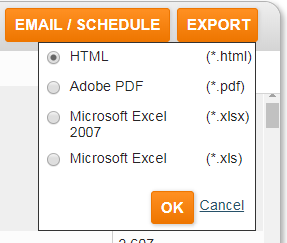 EMAIL / SCHEDULE EXPORT
HTML (*.html)
Adobe PDF (*.pdf)
Microsoft Excel (*.xlsx)
2007
Microsoft Excel (*.xls)
OK Cancel